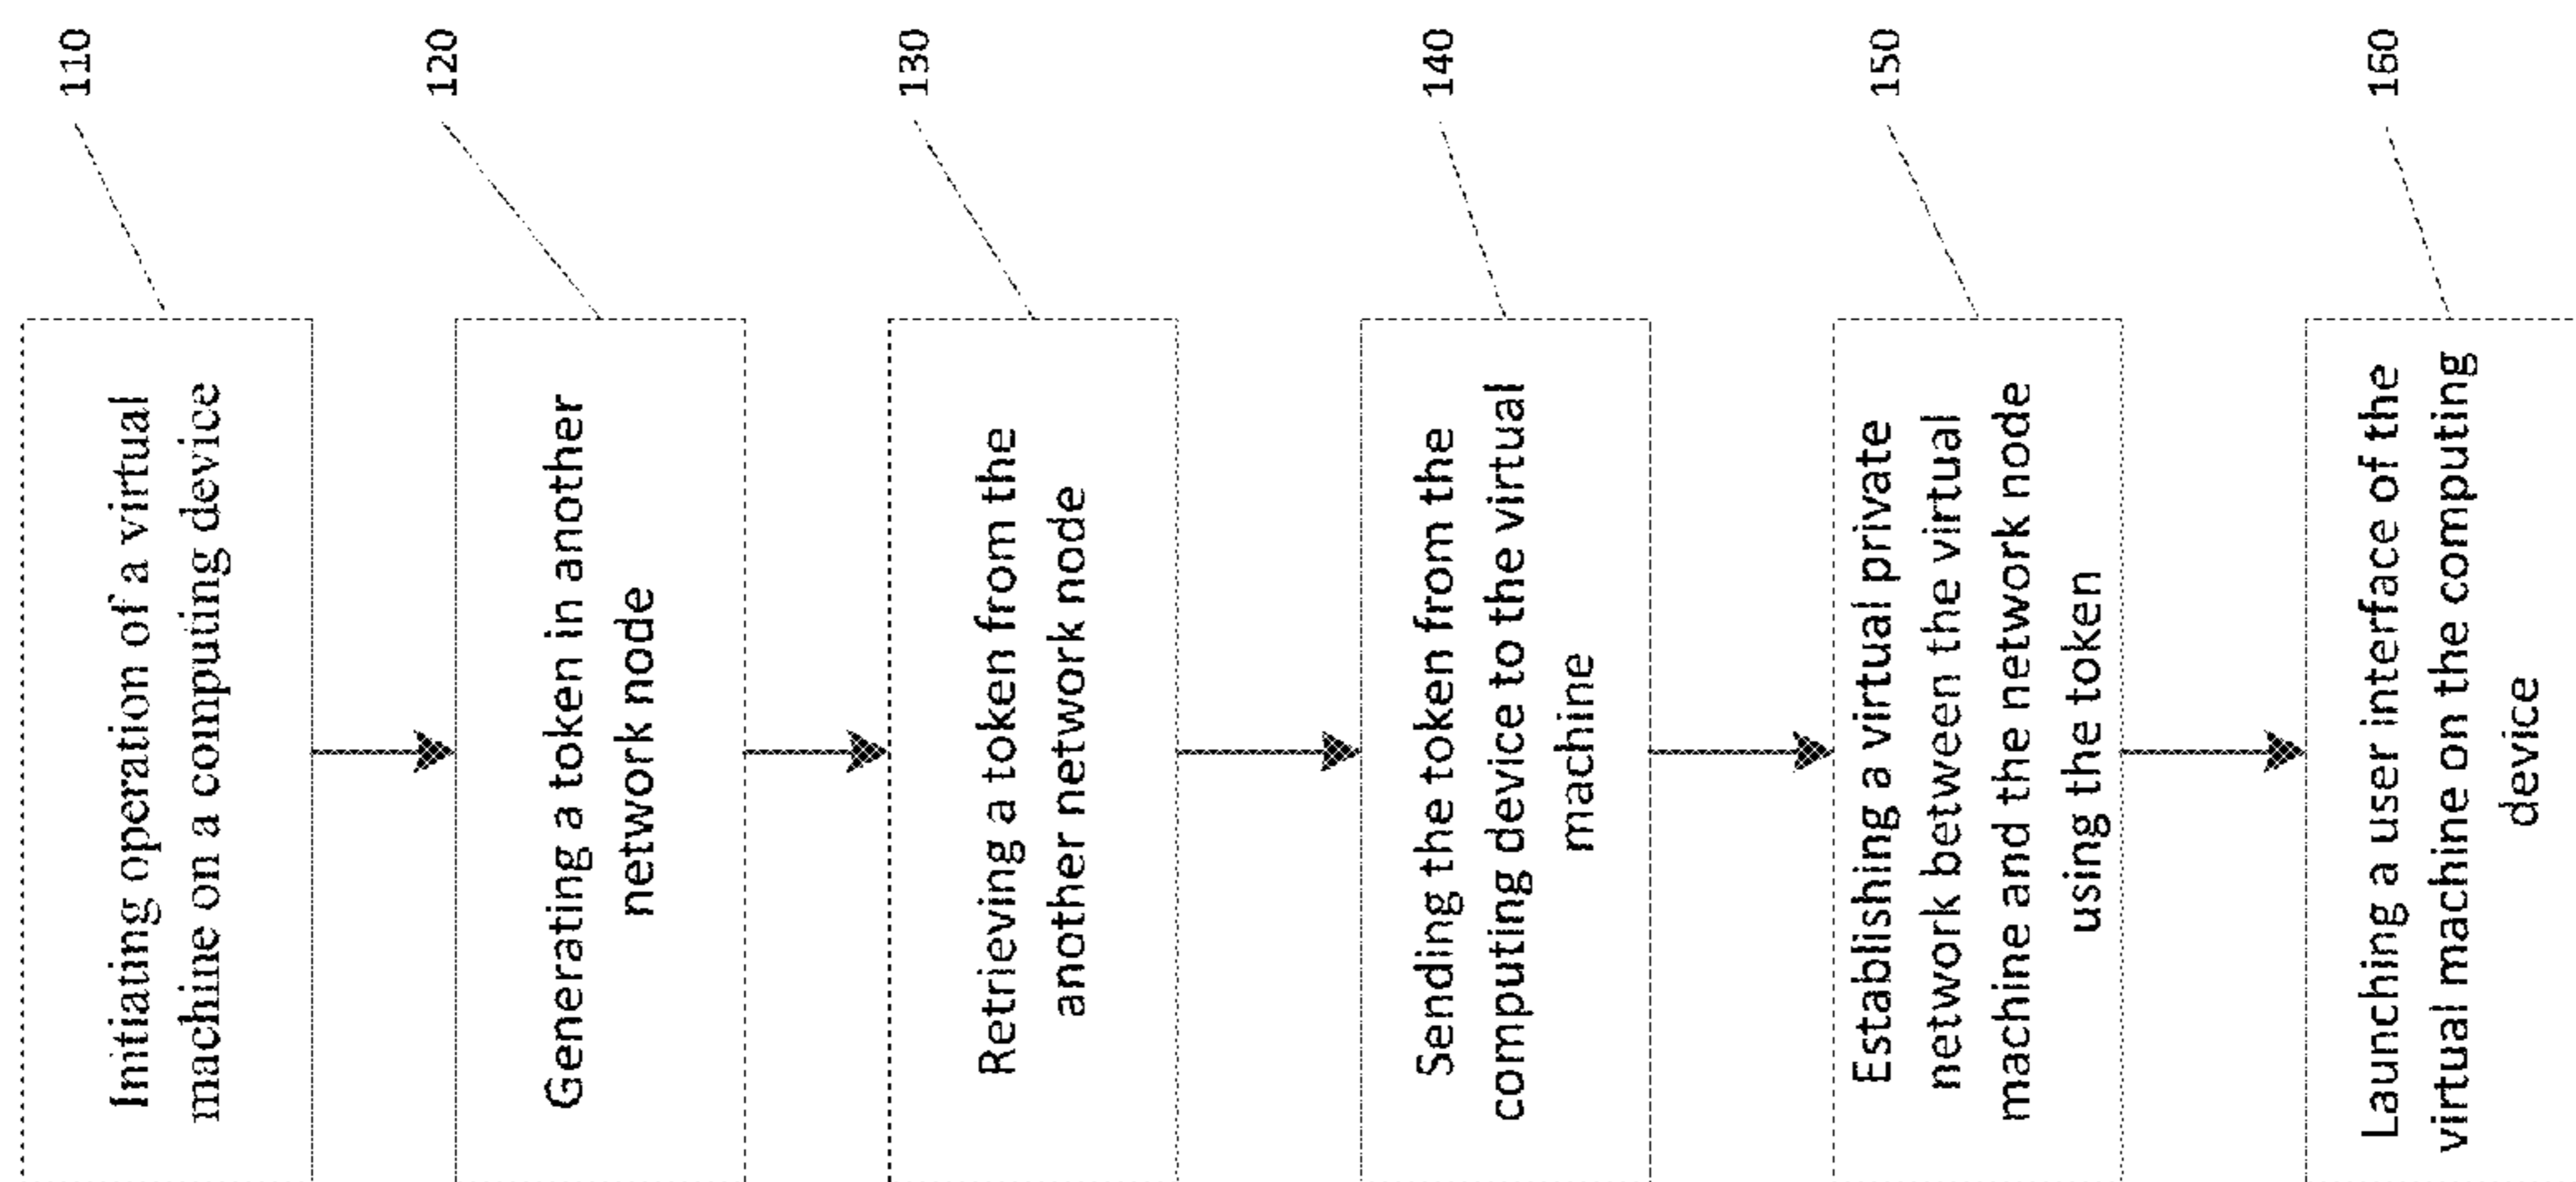 110
Initiating operation of a virtual
machine on a computing device
120
Generating a token in another
network node
130
Retrieving a token from the
another network node
140
Sending the token from the
computing device to the virtual
machine
150
Establishing a virtual private
network between the virtual
machine and the network node
using the token
160
Launching a user interface of the
virtual machine on the computing
device